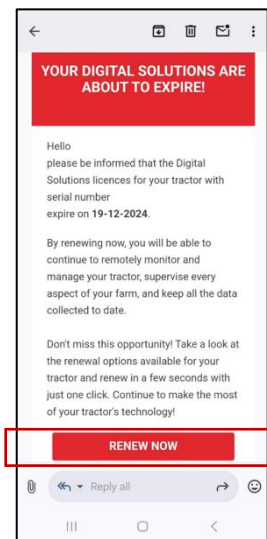 YOUR DIGITAL SOLUTIONS ARE
ABOUT TO EXPIRE!
Hello
please be informed that the Digital
Solutions licences for your tractor with
serial number
expire on 19-12-2024.
By renewing now, you will be able to
continue to remotely monitor and
manage your tractor, supervise every
aspect of your farm, and keep all the data
collected to date.
Don't miss this opportunity! Take a look at
the renewal options available for your
tractor and renew in a few seconds with
just one click. Continue to make the most
of your tractor's technology!
RENEW NOW
Reply all